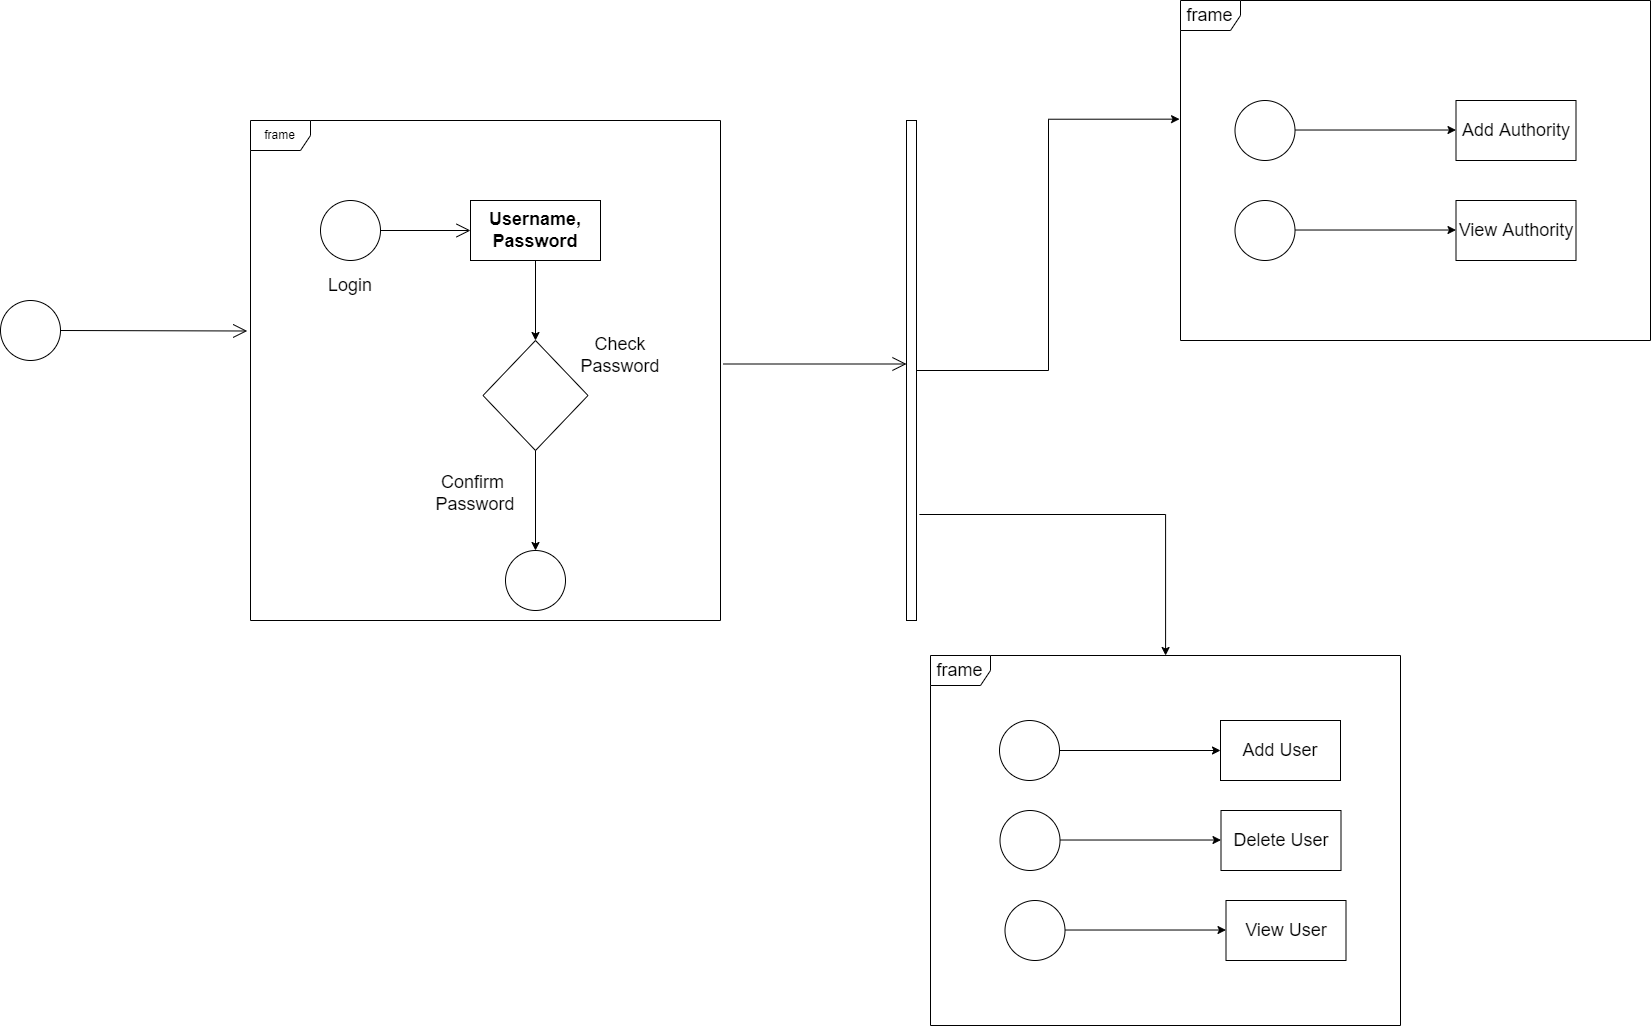 frame
Username,
Password
Login
Check
Password
Confirm
Password
frame
Add Authority
View Authority
frame
Add User
Delete User
View User